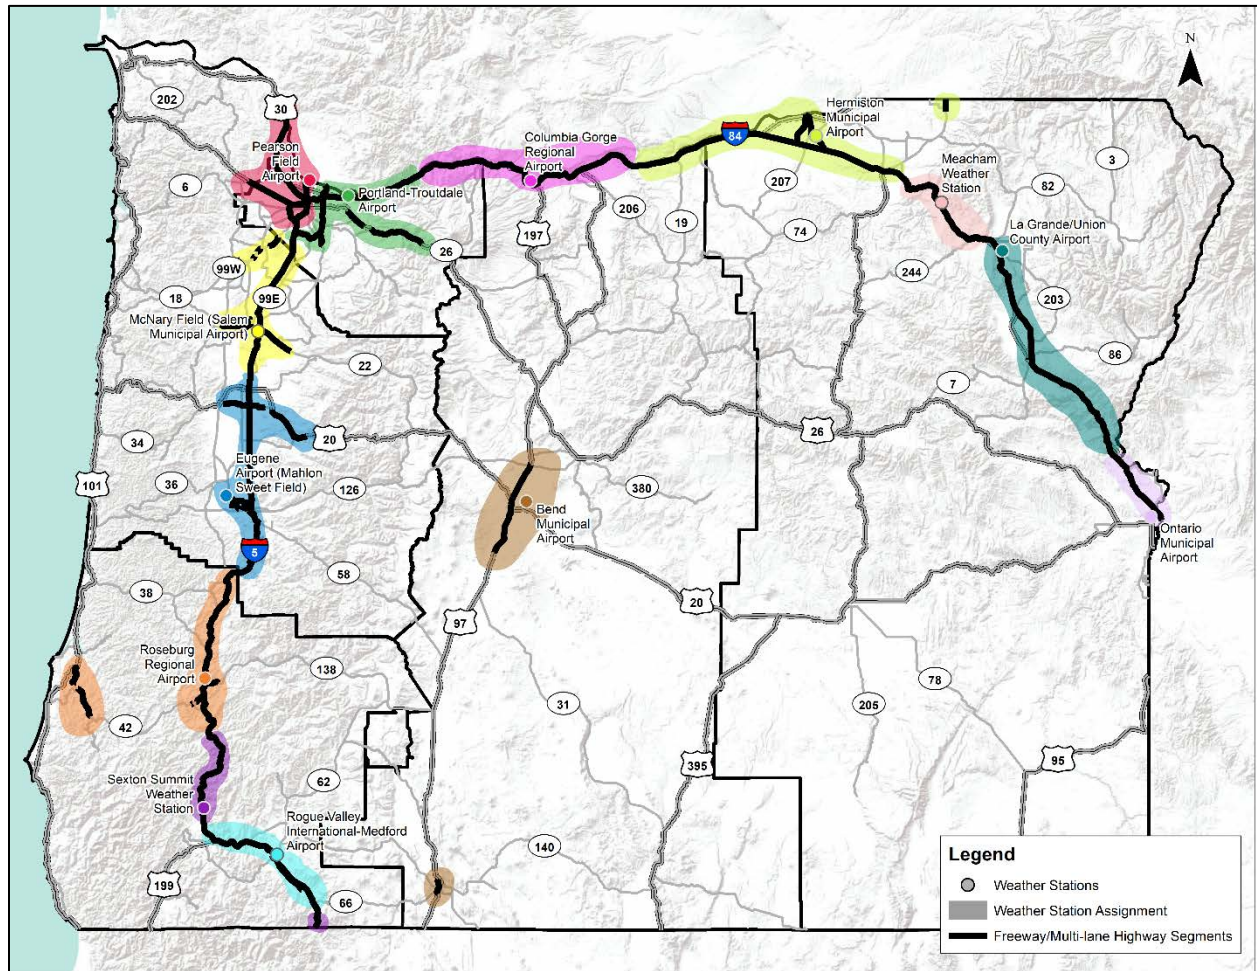 N
202
30
Pearson
Field
Airport
6
Portland-Troutdale
Airport
Columbia Gorge
Regional
Airport
84
Hermiston
Municipal
Airport
Meacham
Weather
Station
3
82
207
La Grande/Union
County Airport
206
19
74
197
26
244
99W
18
99E
203
McNary Field (Salem
Municipal Airport)
22
86
7
20
34
26
Eugene
Airport (Mahlon
Sweet Field)
36
101
126
380
Bend
Municipal
Airport
Ontario
Municipal
Airport
5
58
38
20
97
Roseburg
Regional
Airport
138
78
42
31
205
Sexton Summit
Weather
Station
62
395
95
Rogue Valley
International-Medford
Airport
140
199
66
Legend
Weather Stations
Weather Station Assignment
Freeway/Multi-lane Highway Segments